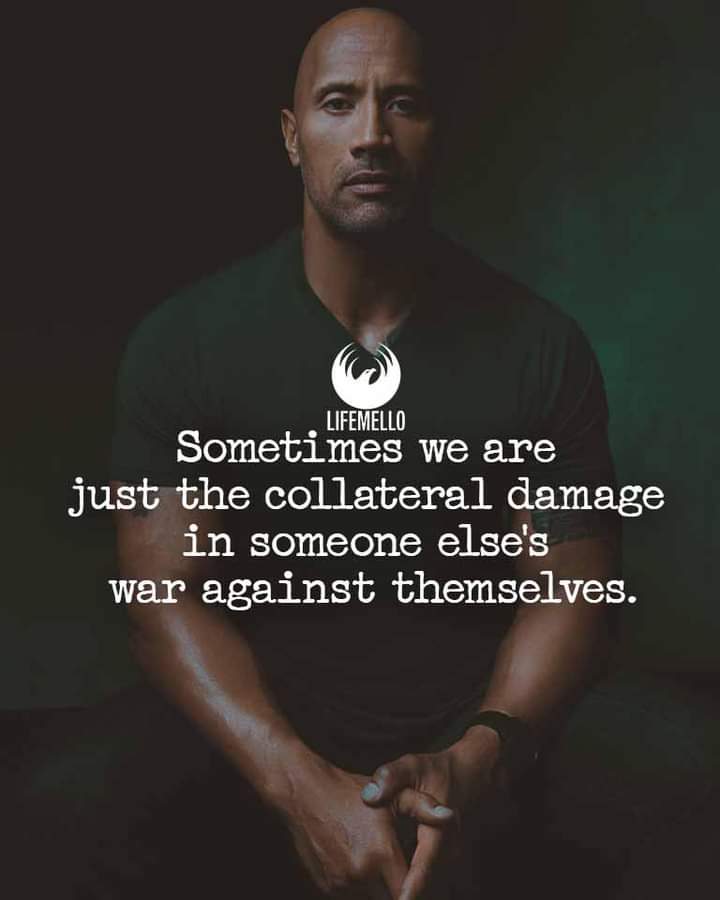 LIFEMELLO
Sometimes we are
just the collateral damage
in someone else's
war against themselves.